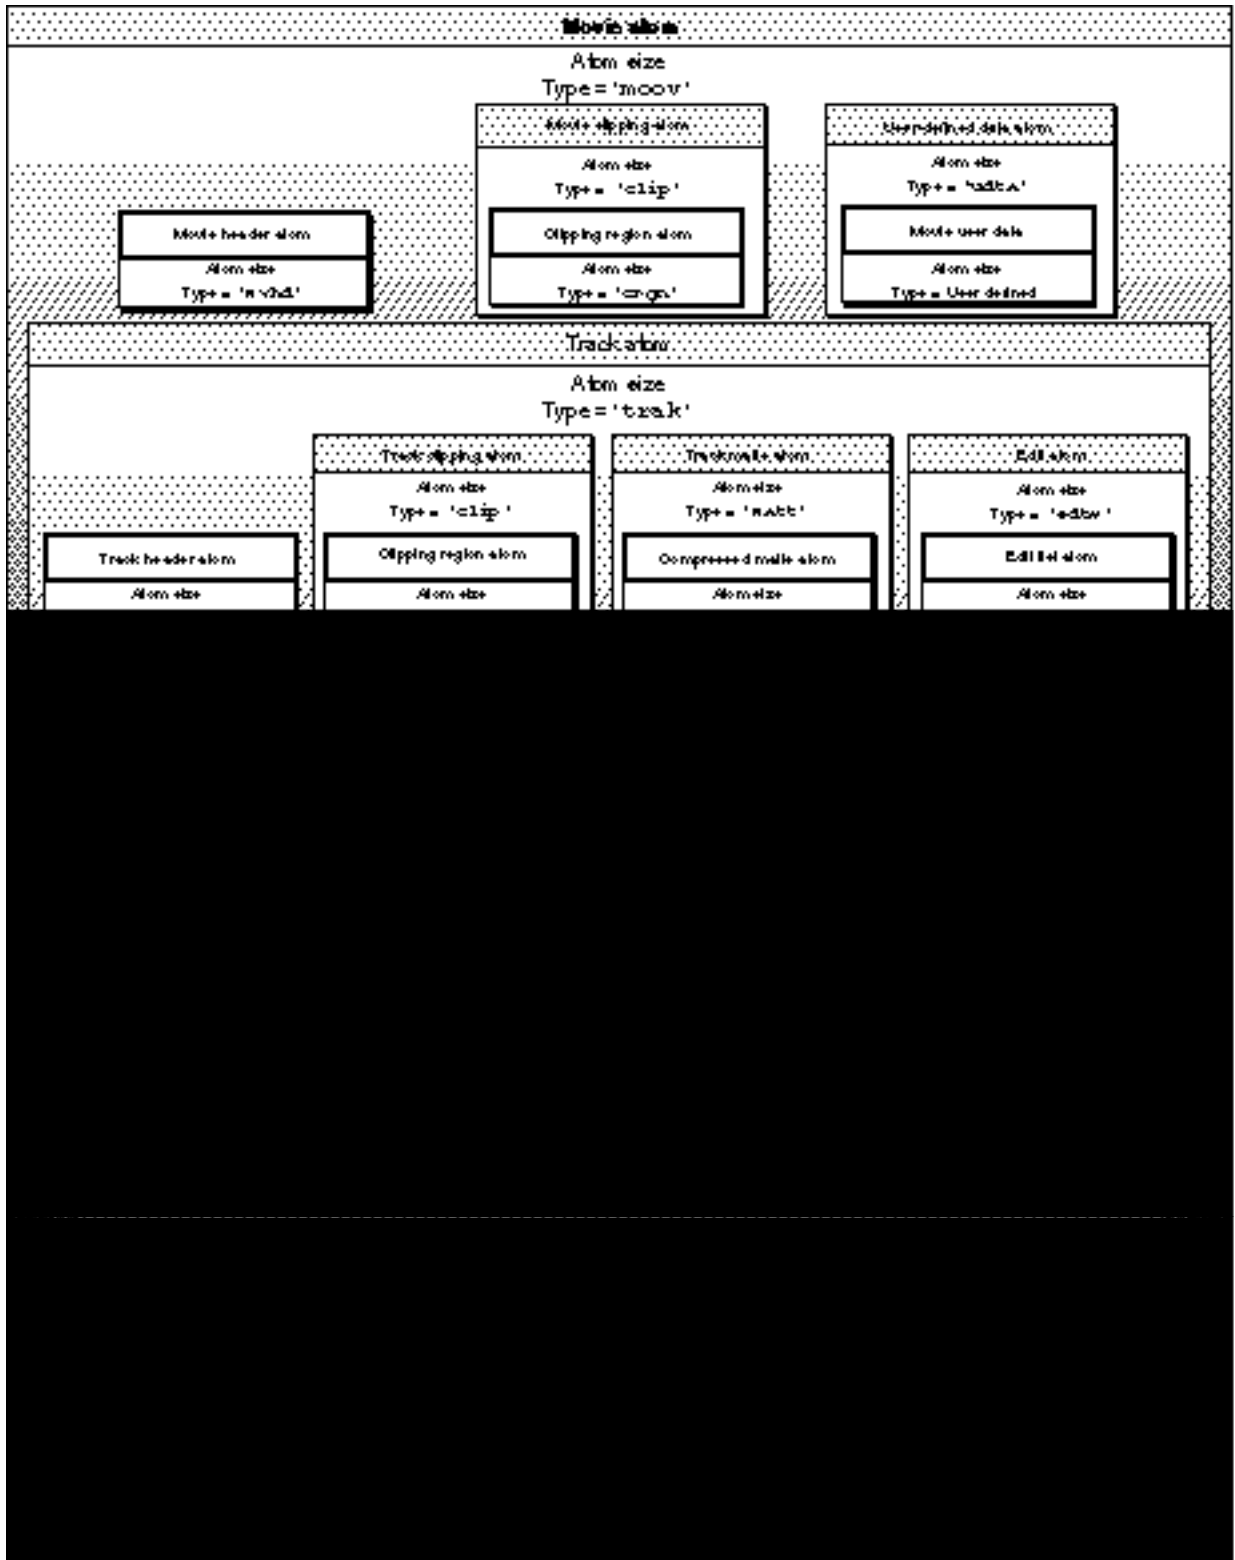 Movie atom
Atom size
Type = 'moov'
Movie clipping atom
Atom size
Type = 'clip'
Clipping region atom
Atom size
Type = 'crgn'
User-defined data atom
Atom size
Type = 'udta'
Movie user data
Atom size
Type = User defined
Movie header atom
Atom size
Type = 'mvhd'
Track atom
Atom size
Type = 'trak'
Track clipping atom
Atom size
Type = 'clip'
Clipping region atom
Atom size
Track matte atom
Atom size
Type = 'matt'
Compressed matte atom
Atom size
Edit atom
Atom size
Type =
Edit list atom
Atom size
Track header atom
Atom size